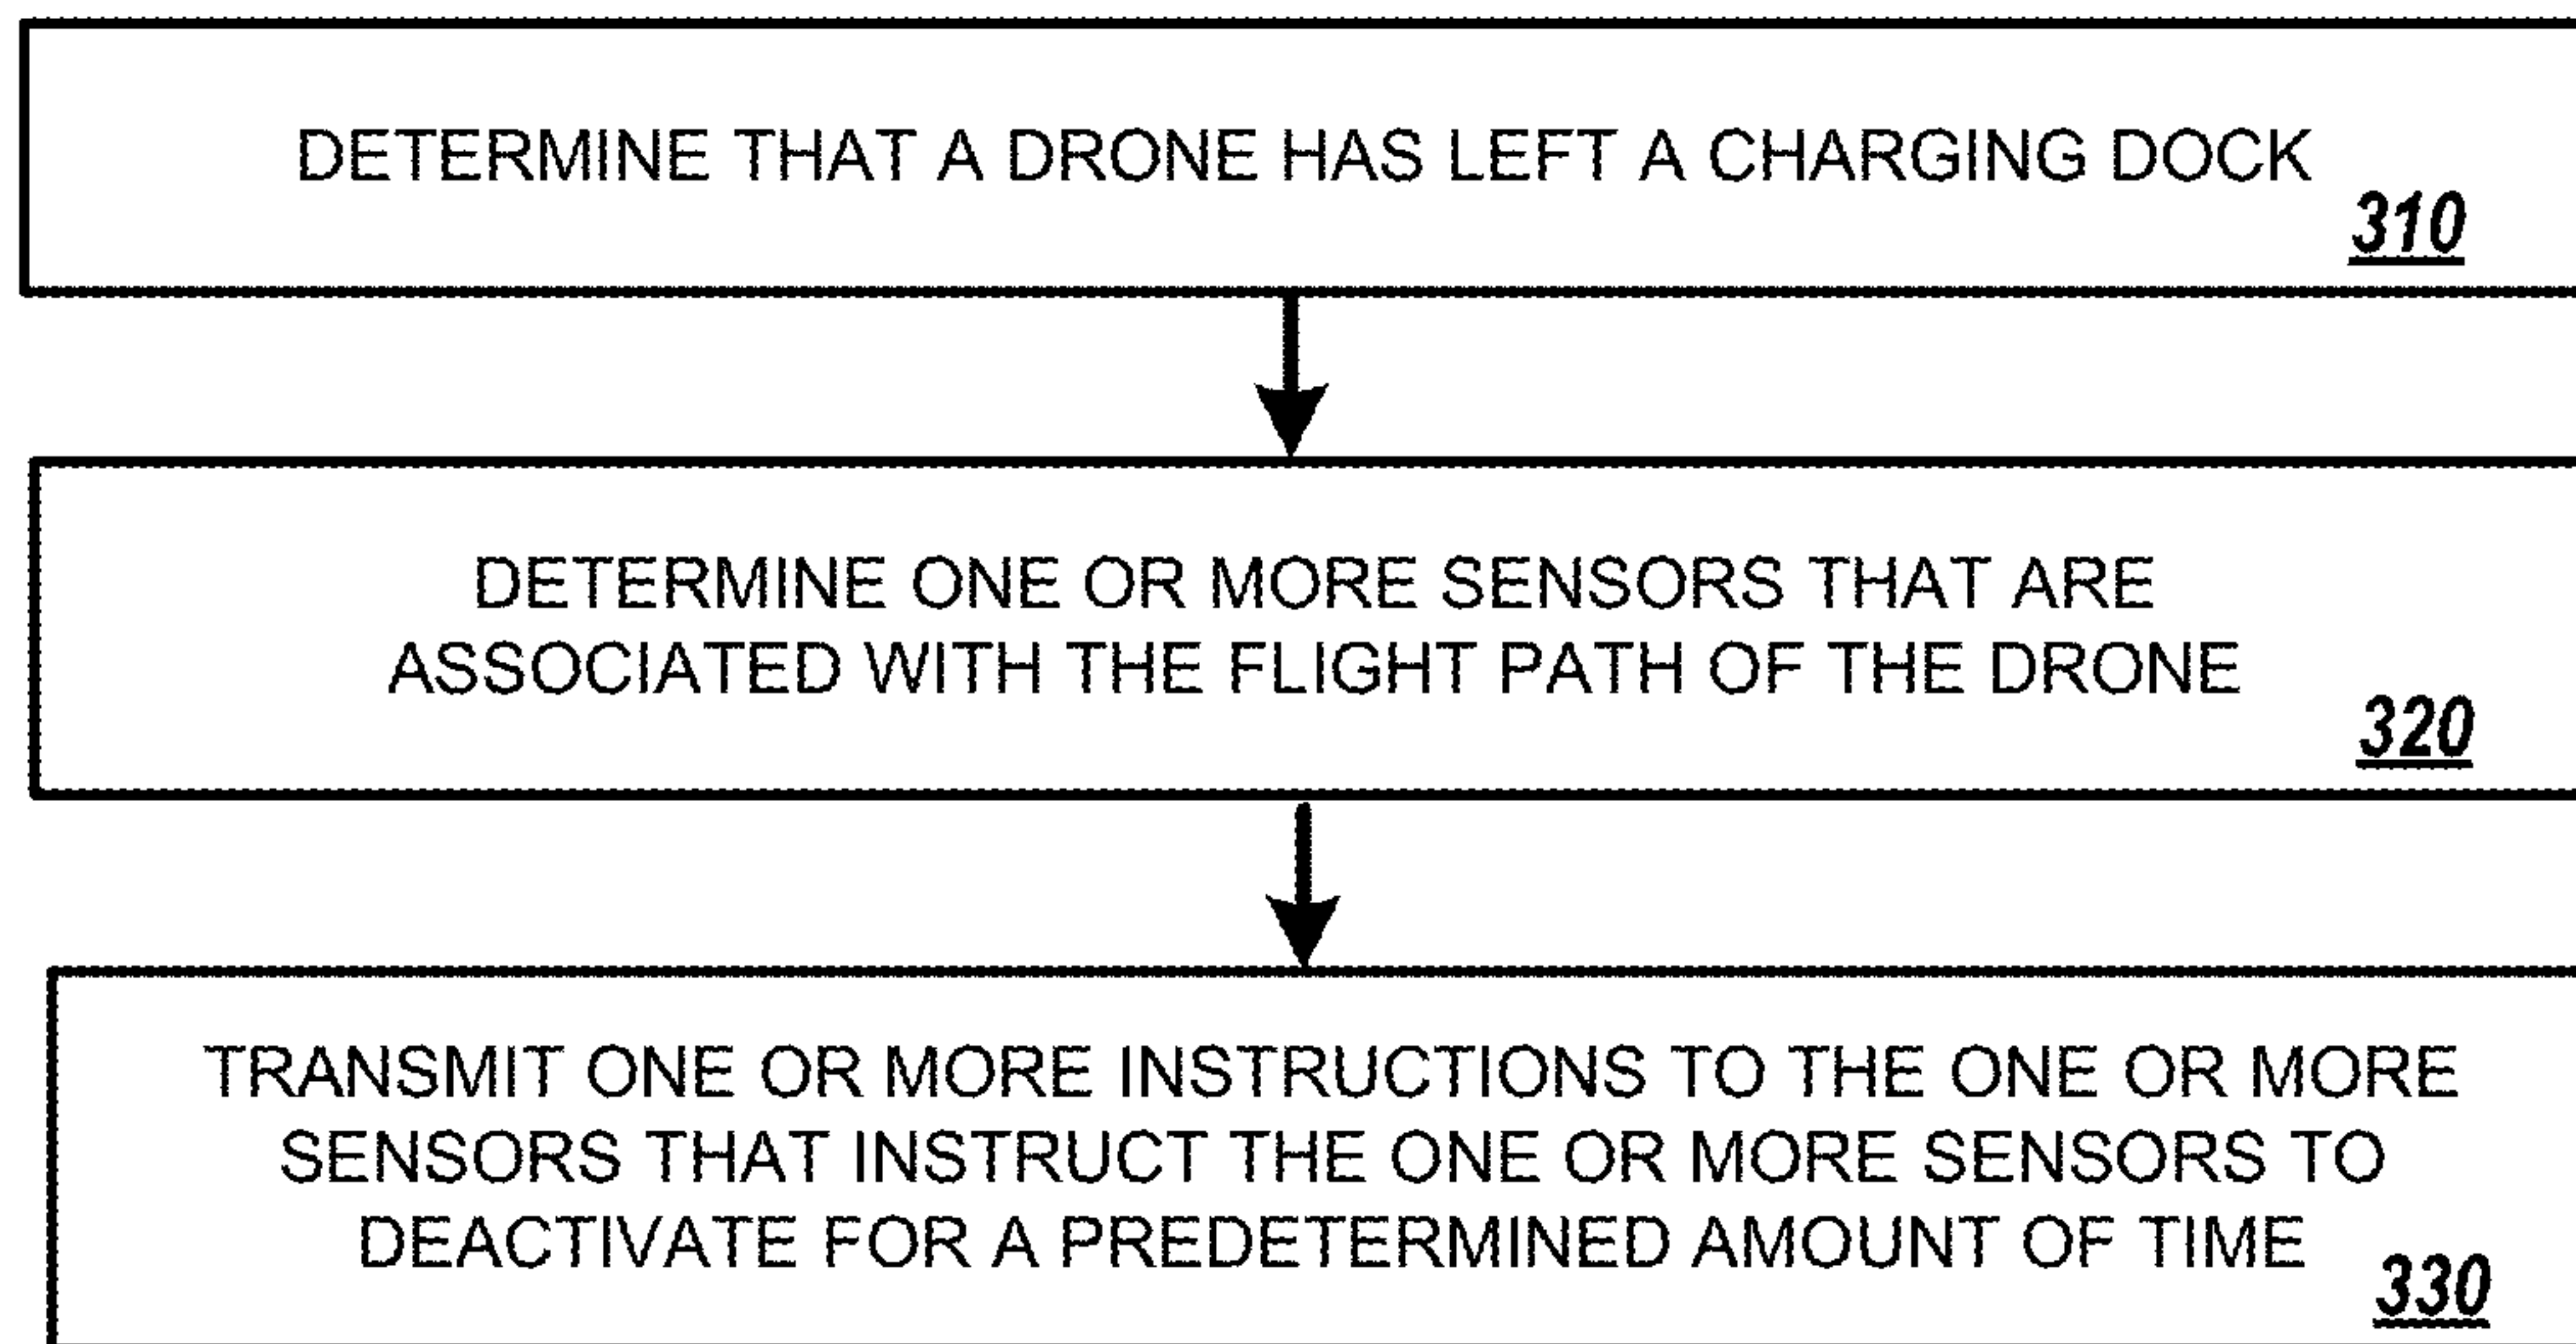 DETERMINE THAT A DRONE HAS LEFT A CHARGING DOCK
310
DETERMINE ONE OR MORE SENSORS THAT ARE
ASSOCIATED WITH THE FLIGHT PATH OF THE DRONE
320
TRANSMIT ONE OR MORE INSTRUCTIONS TO THE ONE OR MORE
SENSORS THAT INSTRUCT THE ONE OR MORE SENSORS TO
DEACTIVATE FOR A PREDETERMINED AMOUNT OF TIME
330